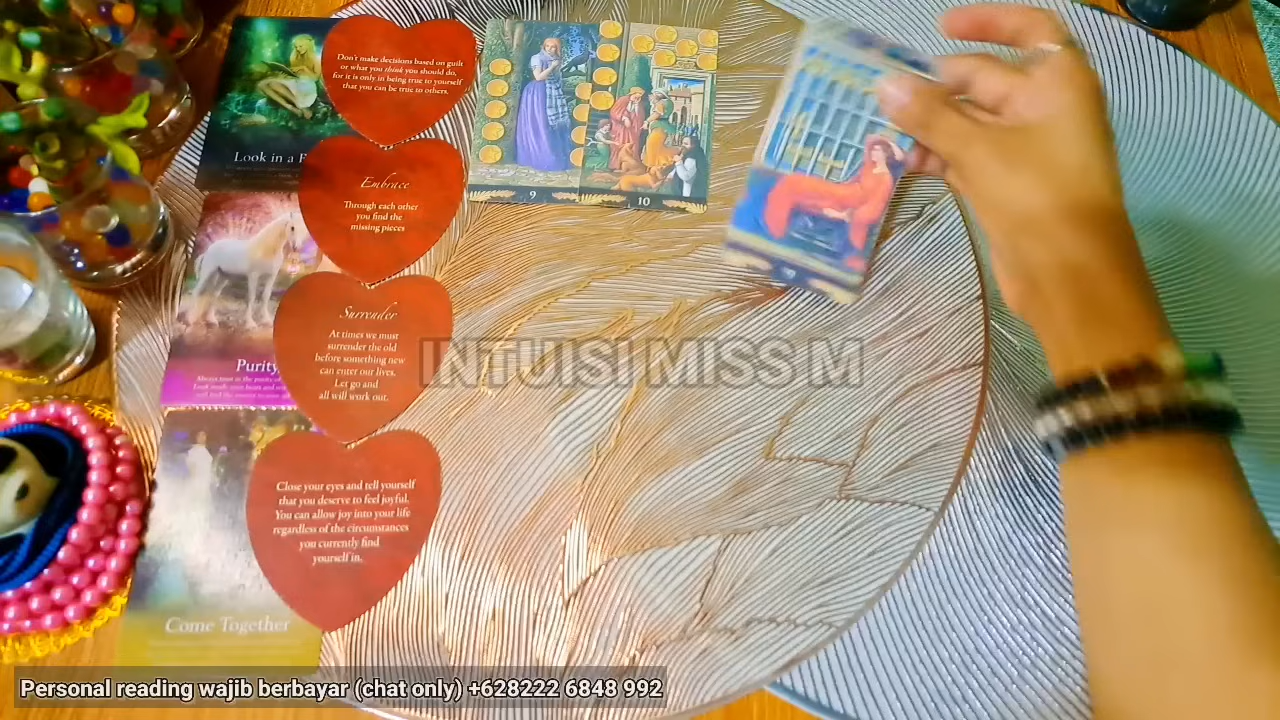 Don't make decisions based on guilt
or what you think you should do,
for it is only in being true to yourself
that you can be true to others.
Look in a
Embrace
Through each other
you find the
missing pieces
Surrender
At times we must
surrender the old
before something new
can enter our lives.
Let go and
all will work out.
Purity
Close your eyes and tell yourself
that you deserve to feel joyful.
You can allow joy into your life
regardless of the circumstances
you currently find
yourself in.
Come Together
9
10
INTUISI MISSM
Personal reading wajib berbayar (chat only) +628222 6848 992